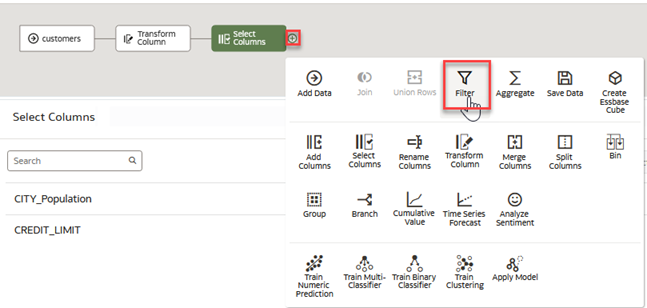 customers
Transform
Column
Select
Columns
Add Data
Join
Union Rows
Filter
Aggregate
Save Data
Create
Essbase
Cube
Select Columns
Search
Add
Columns
Select
Columns
Rename
Columns
Transform
Column
Merge
Columns
Split
Columns
Bin
CITY_Population
Group
Branch
Cumulative
Value
Time Series
Forecast
Analyze
Sentiment
CREDIT_LIMIT
Train
Numeric
Prediction
Train Multi-
Classifier
Train Binary
Classifier
Train
Clustering
Apply Model